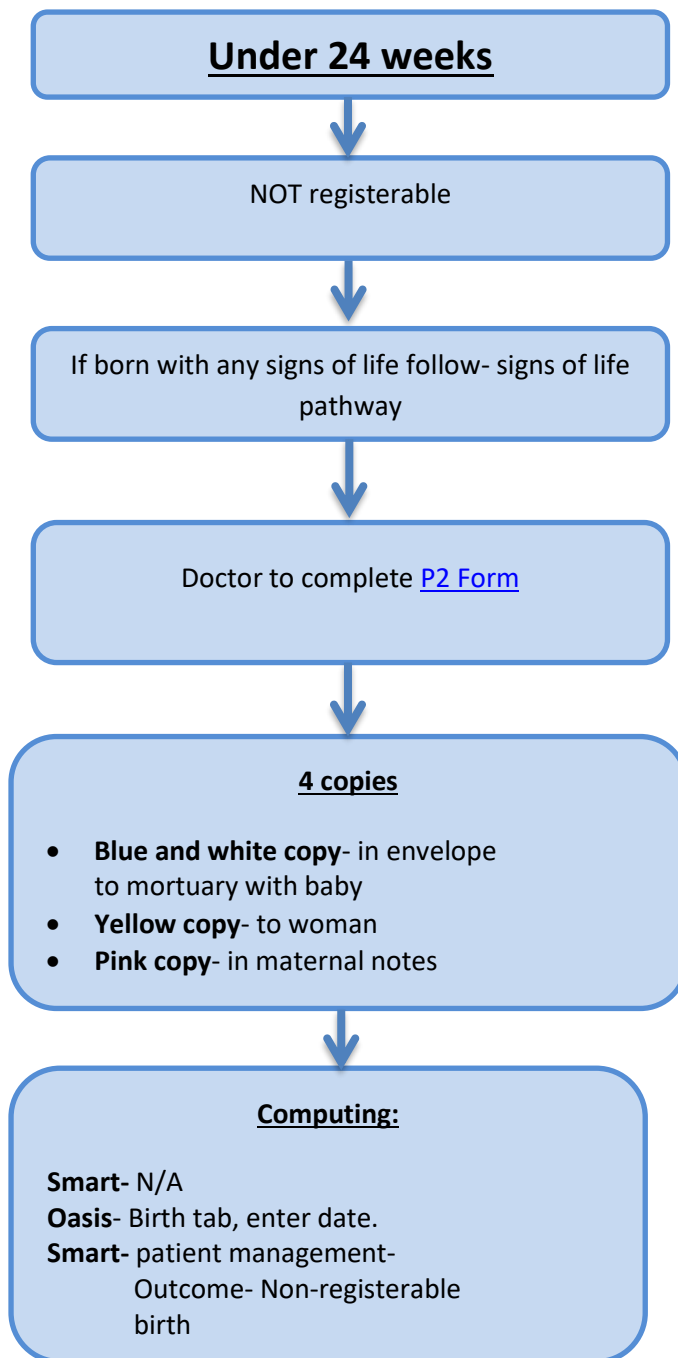 Under 24 weeks
NOT registerable
If born with any signs of life follow- signs of life
pathway
Doctor to complete P2 Form
4 copies
• Blue and white copy- in envelope
to mortuary with baby
• Yellow copy- to woman
• Pink copy- in maternal notes
Computing:
Smart- N/A
Oasis- Birth tab, enter date.
Smart- patient management-
Outcome- Non-registerable
birth